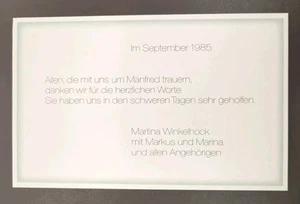 Im September 1985
Allen, die mit uns um Manfred trauern,
danken wir für die herzlichen Worte.
Sie haben uns in den schweren Tagen sehr geholfen.
Martina Winkelhock
mit Markus und Marina
und allen Angehörigen